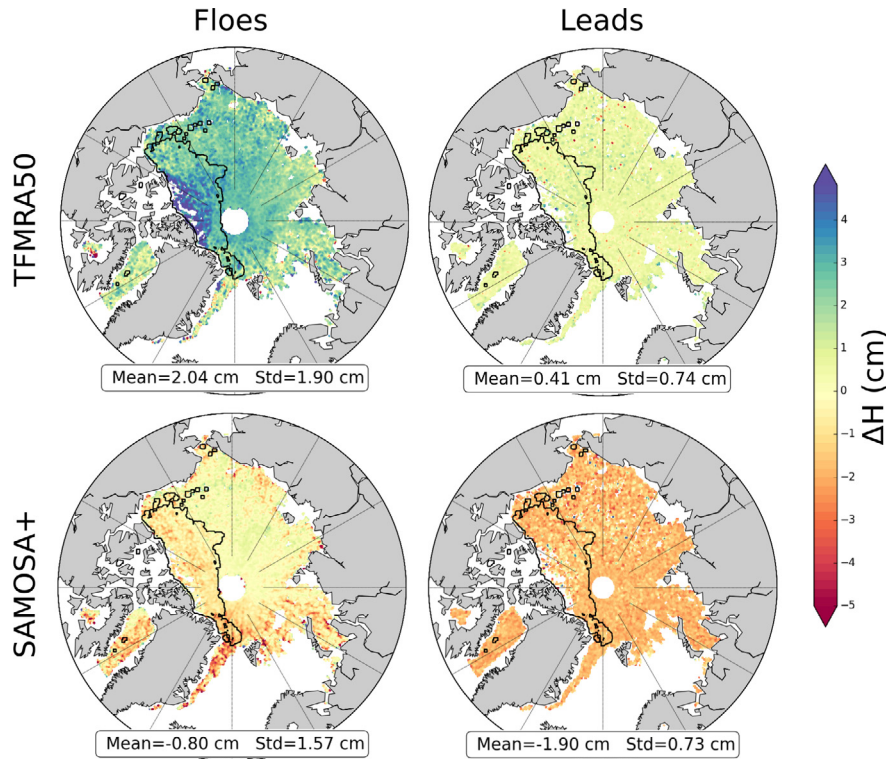 Floes
Leads
TFMRA50
Mean=2.04 cm Std=1.90 cm
Mean=0.41 cm Std=0.74 cm
SAMOSA+
Mean=-0.80 cm Std=1.57 cm
Mean=-1.90 cm Std=0.73 cm
4
3
2
1
0
−1
−2
−3
−4
−5
ΔH (cm)